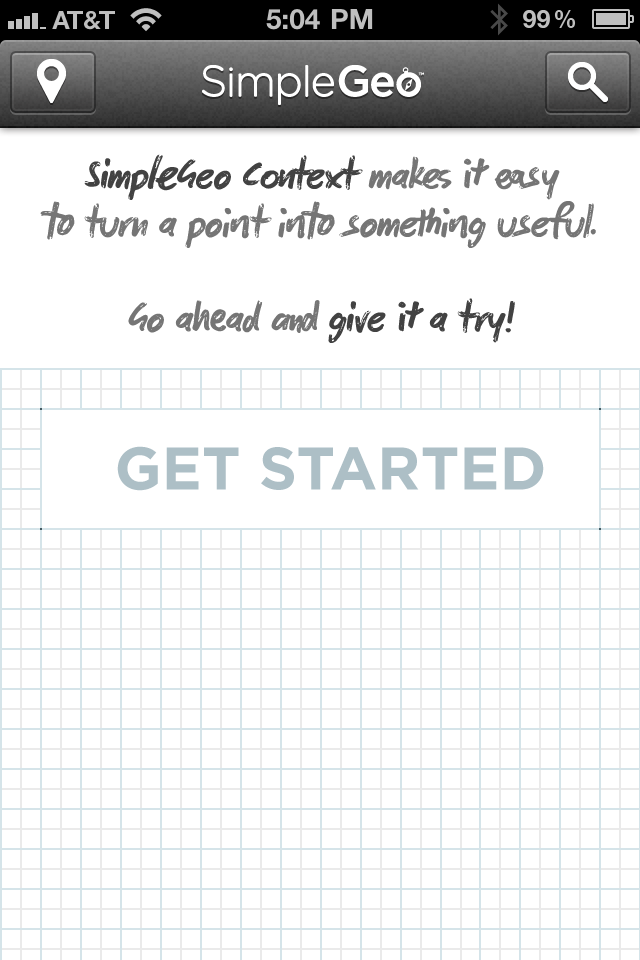 AT&T 5:04 PM 99%
SimpleGeo™
SimpleGeo Context makes it easy
to turn a point into something useful.
Go ahead and give it a try!
GET STARTED